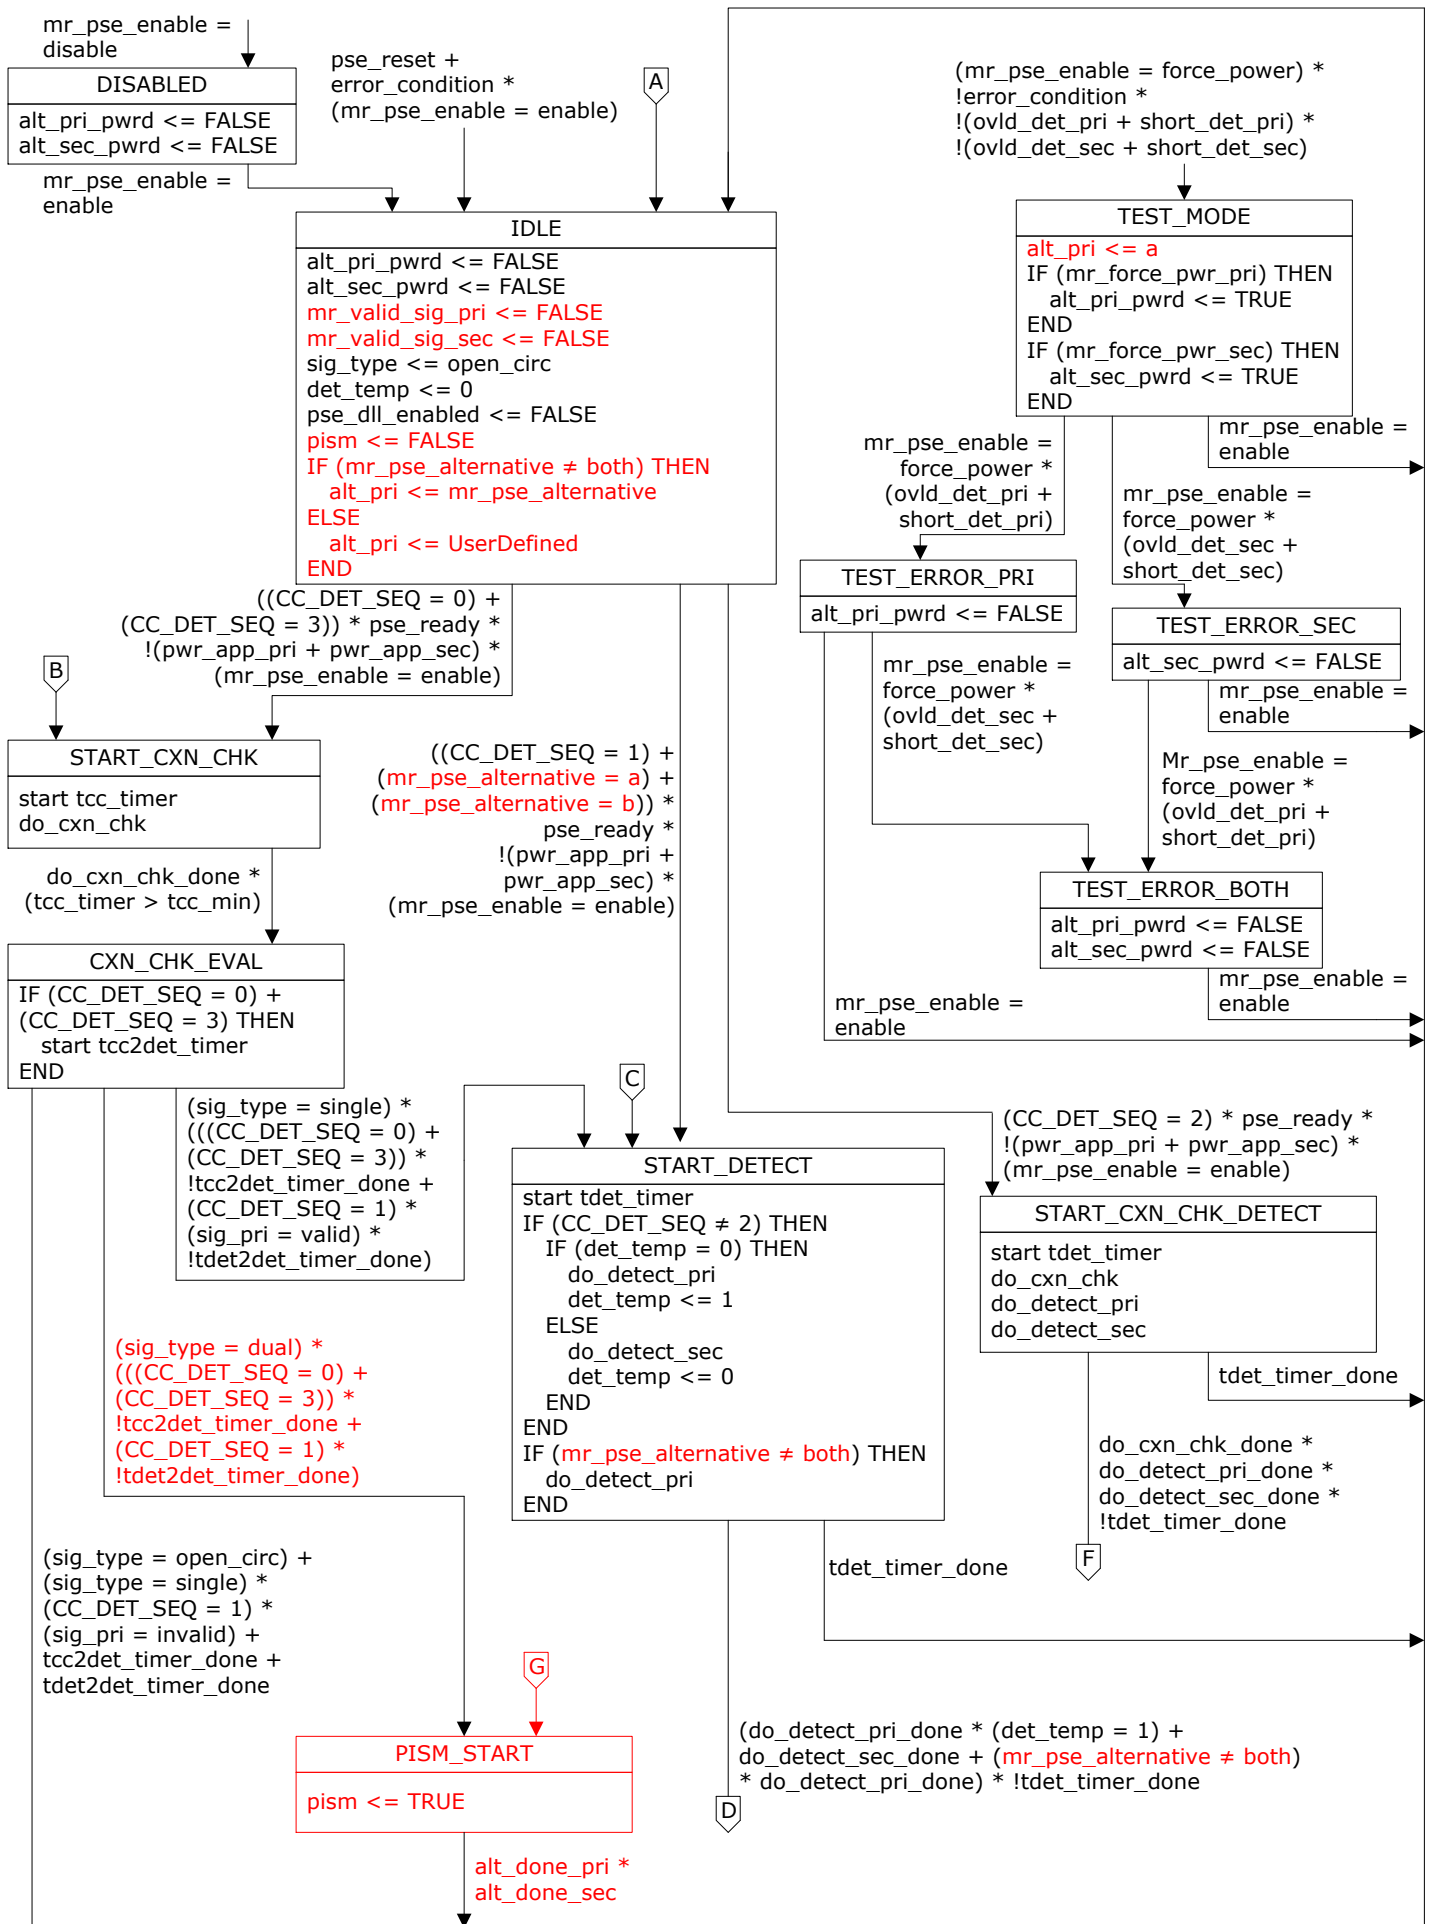 mr_pse_enable =
disable
DISABLED
alt_pri_pwrd <= FALSE
alt_sec_pwrd <= FALSE
mr_pse_enable =
enable
pse_reset +
error_condition *
(mr_pse_enable = enable)
A
IDLE
alt_pri_pwrd <= FALSE
alt_sec_pwrd <= FALSE
mr_valid_sig_pri <= FALSE
mr_valid_sig_sec <= FALSE
sig_type <= open_circ
det_temp <= 0
pse_dll_enabled <= FALSE
pism <= FALSE
IF (mr_pse_alternative ≠ both) THEN
alt_pri <= mr_pse_alternative
ELSE
alt_pri <= UserDefined
END
(mr_pse_enable = force_power) *
!error_condition *
!(ovld_det_pri + short_det_pri) *
!(ovld_det_sec + short_det_sec)
TEST_MODE
alt_pri <= a
IF (mr_force_pwr_pri) THEN
alt_pri_pwrd <= TRUE
END
IF (mr_force_pwr_sec) THEN
alt_sec_pwrd <= TRUE
END
mr_pse_enable =
force_power *
(ovld_det_pri +
short_det_pri)
mr_pse_enable =
enable
mr_pse_enable =
force_power *
(ovld_det_sec +
short_det_sec)
TEST_ERROR_PRI
alt_pri_pwrd <= FALSE
TEST_ERROR_SEC
alt_sec_pwrd <= FALSE
mr_pse_enable =
force_power *
(ovld_det_sec +
short_det_sec)
mr_pse_enable =
enable
Mr_pse_enable =
force_power *
(ovld_det_pri +
short_det_pri)
TEST_ERROR_BOTH
alt_pri_pwrd <= FALSE
alt_sec_pwrd <= FALSE
mr_pse_enable =
enable
mr_pse_enable =
enable
((CC_DET_SEQ = 0) +
(CC_DET_SEQ = 3)) * pse_ready *
!(pwr_app_pri + pwr_app_sec) *
(mr_pse_enable = enable)
B
START_CXN_CHK
start tcc_timer
do_cxn_chk
do_cxn_chk_done *
(tcc_timer > tcc_min)
((CC_DET_SEQ = 1) +
(mr_pse_alternative = a) +
(mr_pse_alternative = b)) *
pse_ready *
!(pwr_app_pri +
pwr_app_sec) *
(mr_pse_enable = enable)
CXN_CHK_EVAL
IF (CC_DET_SEQ = 0) +
(CC_DET_SEQ = 3) THEN
start tcc2det_timer
END
(sig_type = single) *
(((CC_DET_SEQ = 0) +
(CC_DET_SEQ = 3)) *
!tcc2det_timer_done +
(CC_DET_SEQ = 1) *
(sig_pri = valid) *
!tdet2det_timer_done)
C
START_DETECT
start tdet_timer
IF (CC_DET_SEQ ≠ 2) THEN
IF (det_temp = 0) THEN
do_detect_pri
det_temp <= 1
ELSE
do_detect_sec
det_temp <= 0
END
END
IF (mr_pse_alternative ≠ both) THEN
do_detect_pri
END
(CC_DET_SEQ = 2) * pse_ready *
!(pwr_app_pri + pwr_app_sec) *
(mr_pse_enable = enable)
START_CXN_CHK_DETECT
start tdet_timer
do_cxn_chk
do_detect_pri
do_detect_sec
tdet_timer_done
do_cxn_chk_done *
do_detect_pri_done *
do_detect_sec_done *
!tdet_timer_done
F
(sig_type = dual) *
(((CC_DET_SEQ = 0) +
(CC_DET_SEQ = 3)) *
!tcc2det_timer_done +
(CC_DET_SEQ = 1) *
!tdet2det_timer_done)
tdet_timer_done
(sig_type = open_circ) +
(sig_type = single) *
(CC_DET_SEQ = 1) *
(sig_pri = invalid) +
tcc2det_timer_done +
tdet2det_timer_done
G
PISM_START
pism <= TRUE
(do_detect_pri_done * (det_temp = 1) +
do_detect_sec_done + (mr_pse_alternative ≠ both)
* do_detect_pri_done) * !tdet_timer_done
D
alt_done_pri *
alt_done_sec